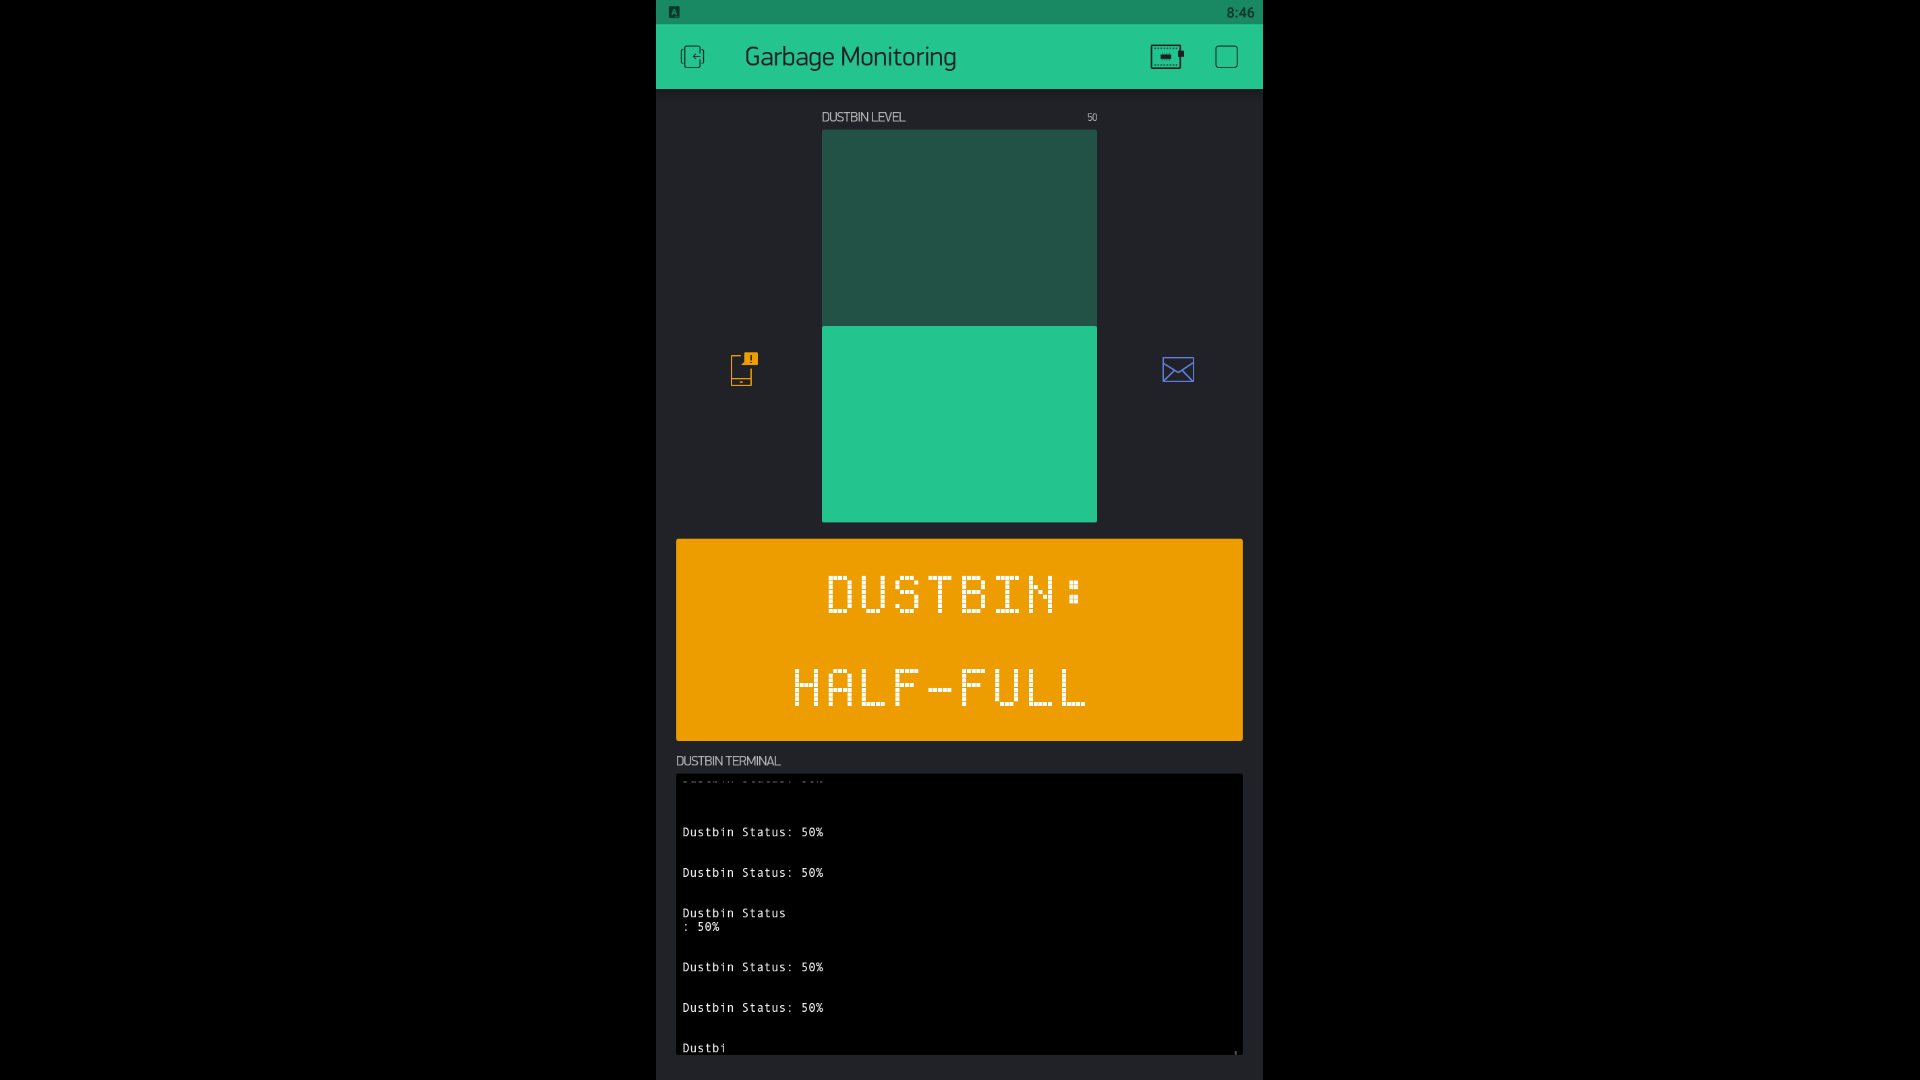 8:46
Garbage Monitoring
DUSTBIN LEVEL 50
DUSTBIN:
HALF-FULL
DUSTBIN TERMINAL
Dustbin Status: 50%
Dustbin Status: 50%
Dustbin Status
: 50%
Dustbin Status: 50%
Dustbin Status: 50%
Dustbi